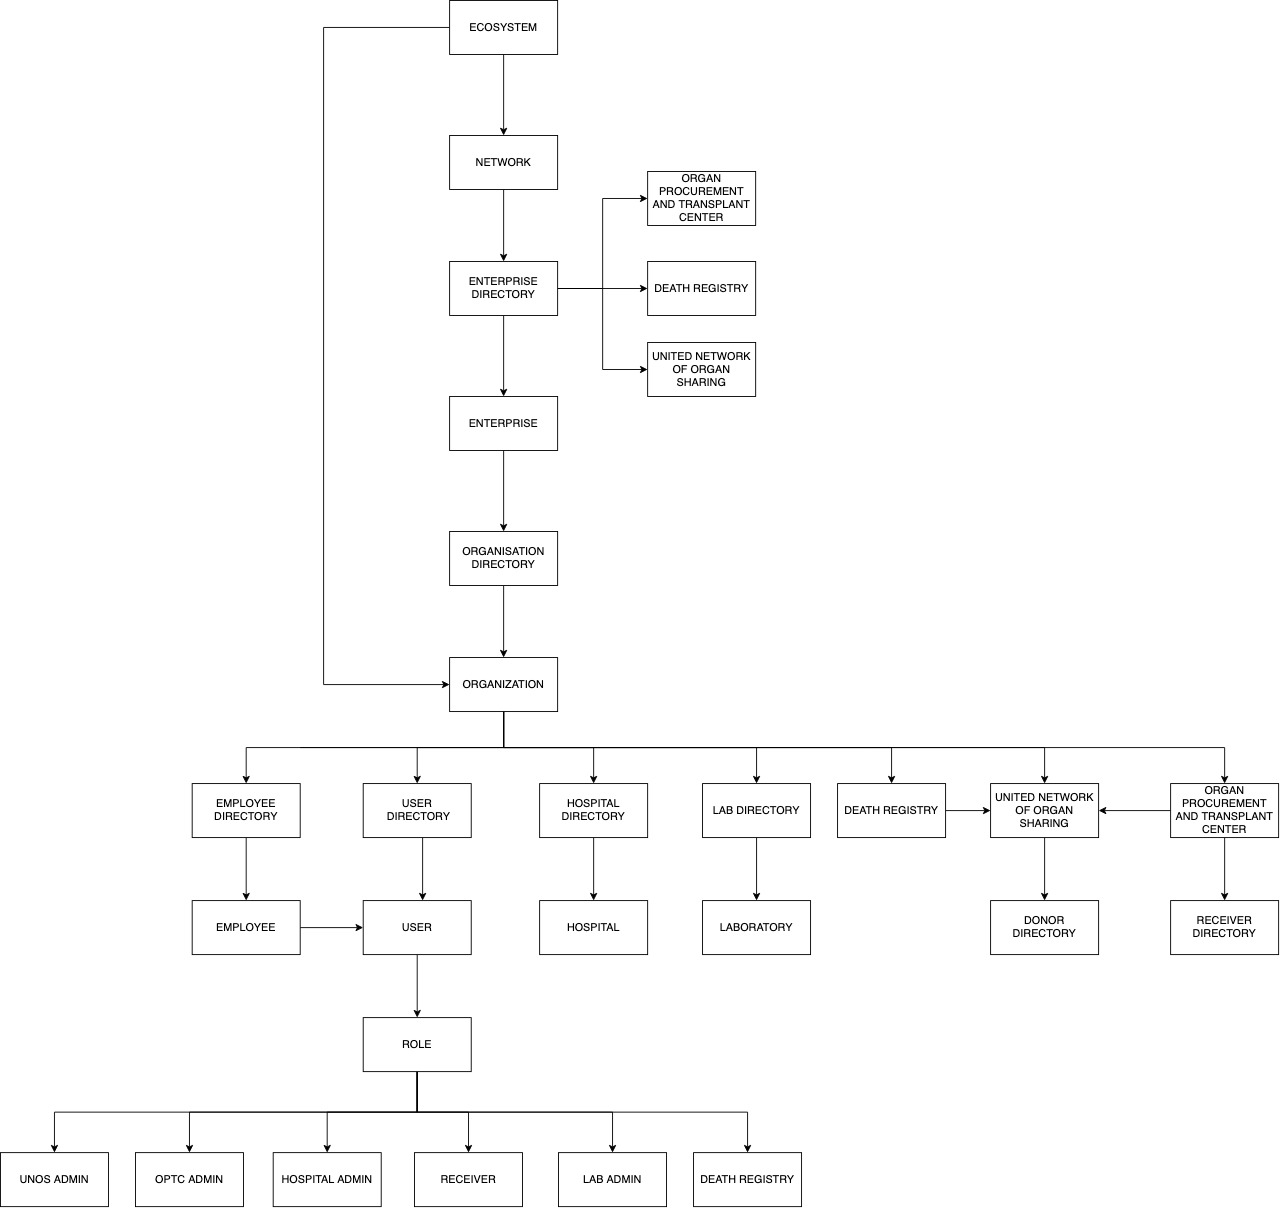 ECOSYSTEM
NETWORK
ORGAN
PROCUREMENT
AND TRANSPLANT
CENTER
ENTERPRISE
DIRECTORY
DEATH REGISTRY
UNITED NETWORK
OF ORGAN
SHARING
ENTERPRISE
ORGANISATION
DIRECTORY
ORGANIZATION
EMPLOYEE
DIRECTORY
USER
DIRECTORY
HOSPITAL
DIRECTORY
LAB DIRECTORY
DEATH REGISTRY
UNITED NETWORK
OF ORGAN
SHARING
ORGAN
PROCUREMENT
AND TRANSPLANT
CENTER
EMPLOYEE
USER
HOSPITAL
LABORATORY
DONOR
DIRECTORY
RECEIVER
DIRECTORY
ROLE
UNOS ADMIN
OPTC ADMIN
HOSPITAL ADMIN
RECEIVER
LAB ADMIN
DEATH REGISTRY